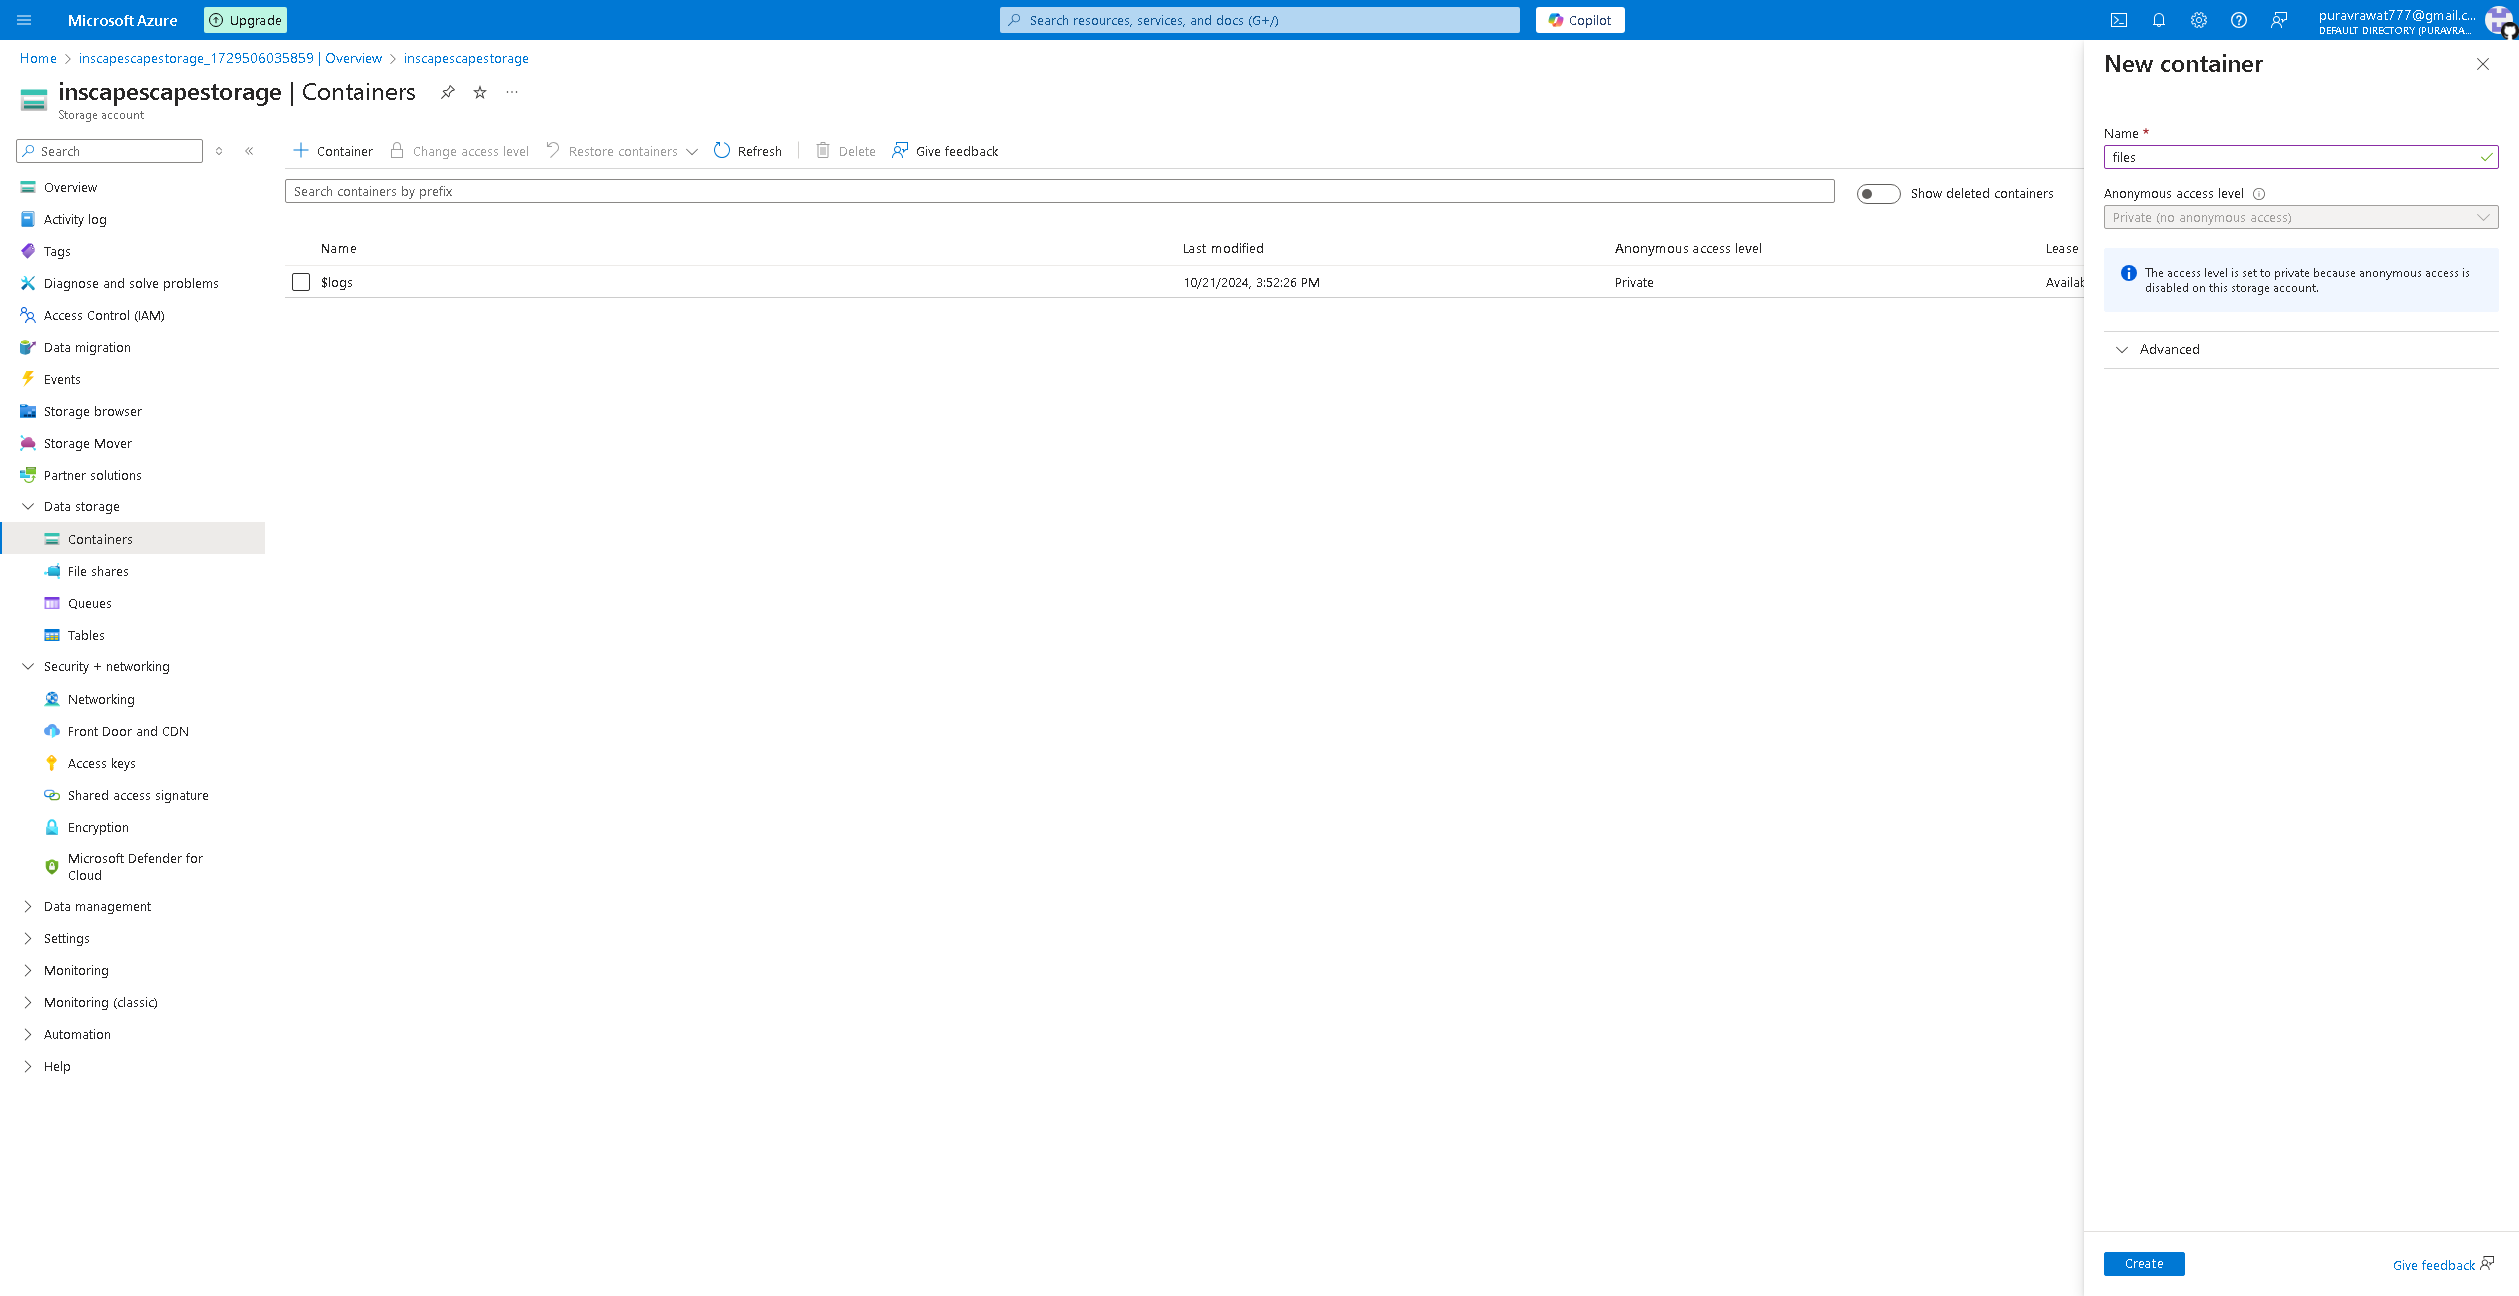 Microsoft Azure
Upgrade
Search resources, services, and docs (G+/)
Copilot
puravrawat777@gmail.c...
DEFAULT DIRECTORY (PURAVRA...
Home
inscapescapestorage_1729506035859 | Overview
inscapescapestorage
inscapescapestorage | Containers
Storage account
Search
Container
Change access level
Restore containers
Refresh
Delete
Give feedback
Search containers by prefix
Show deleted containers
Name
Last modified
Anonymous access level
Lease
$logs
10/21/2024, 3:52:26 PM
Private
Availab
Overview
Activity log
Tags
Diagnose and solve problems
Access Control (IAM)
Data migration
Events
Storage browser
Storage Mover
Partner solutions
Data storage
Containers
File shares
Queues
Tables
Security + networking
Networking
Front Door and CDN
Access keys
Shared access signature
Encryption
Microsoft Defender for
Cloud
Data management
Settings
Monitoring
Monitoring (classic)
Automation
Help
New container
Name *
files
Anonymous access level
Private (no anonymous access)
The access level is set to private because anonymous access is
disabled on this storage account.
Advanced
Create
Give feedback